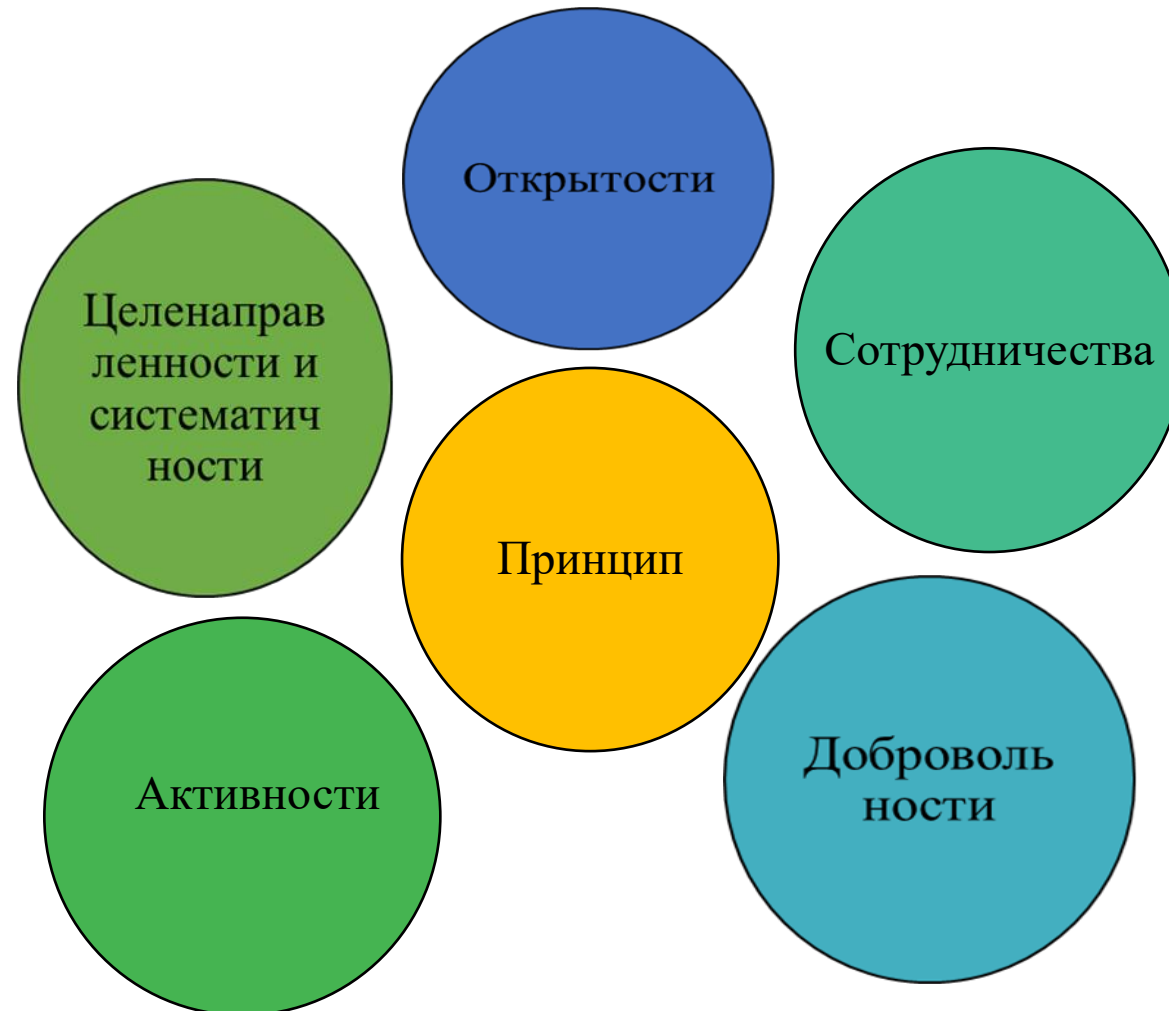 Открытости
Целенаправ
ленности и
систематич
ности
Сотрудничества
Принцип
Активности
Доброволь
ности